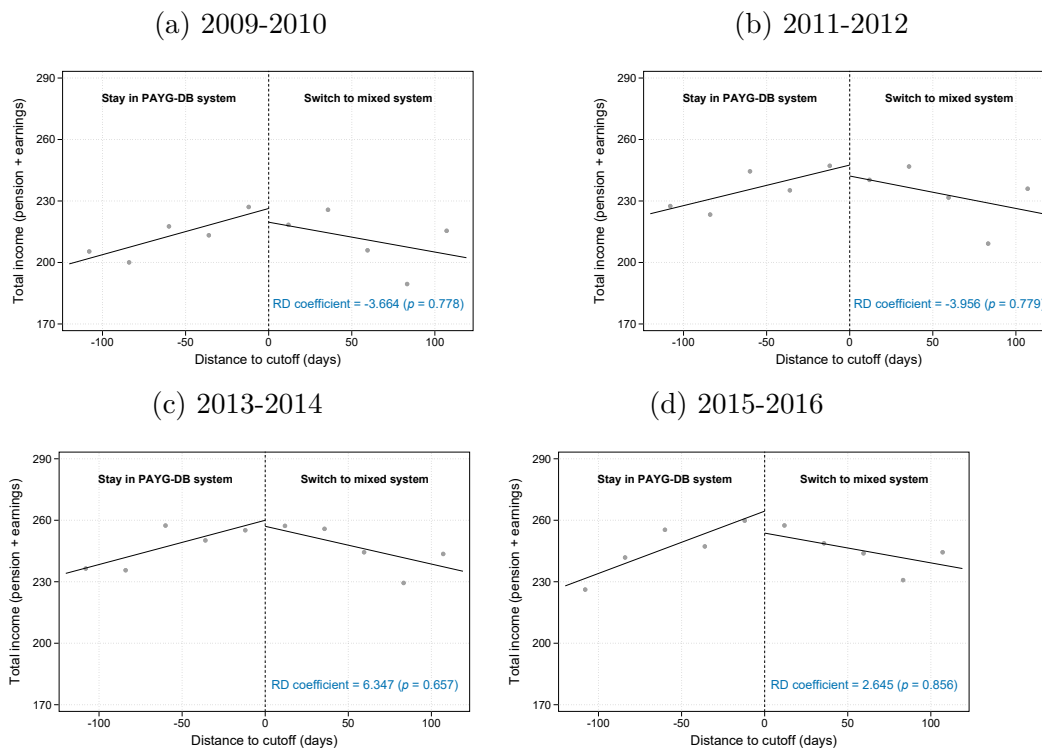 (a) 2009-2010
Total income (pension + earnings)
290
260
230
200
170
Stay in PAYG-DB system
Switch to mixed system
RD coefficient = -3.664 (p = 0.778)
-100 -50 0 50 100
Distance to cutoff (days)
(b) 2011-2012
Total income (pension + earnings)
290
260
230
200
170
Stay in PAYG-DB system
Switch to mixed system
RD coefficient = -3.956 (p = 0.779)
-100 -50 0 50 100
Distance to cutoff (days)
(c) 2013-2014
Total income (pension + earnings)
290
260
230
200
170
Stay in PAYG-DB system
Switch to mixed system
RD coefficient = 6.347 (p = 0.657)
-100 -50 0 50 100
Distance to cutoff (days)
(d) 2015-2016
Total income (pension + earnings)
290
260
230
200
170
Stay in PAYG-DB system
Switch to mixed system
RD coefficient = 2.645 (p = 0.856)
-100 -50 0 50 100
Distance to cutoff (days)